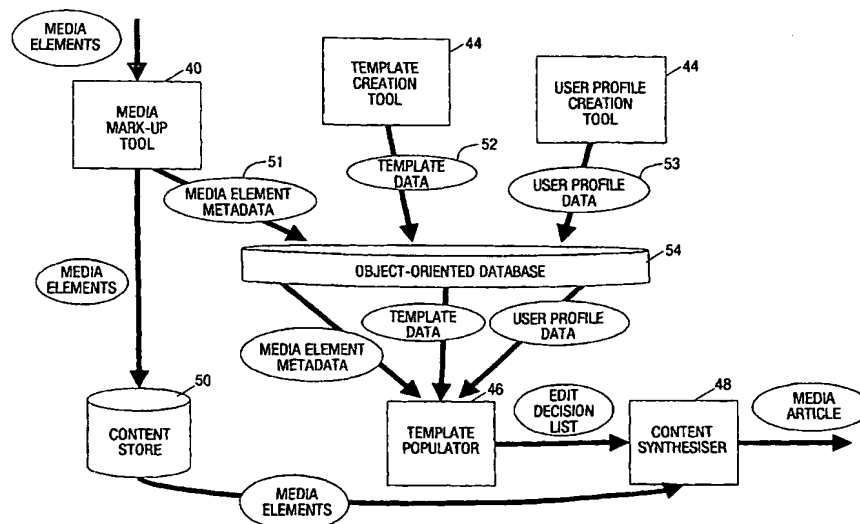 MEDIA
ELEMENTS
40
MEDIA
MARK-UP
TOOL
44
TEMPLATE
CREATION
TOOL
44
USER PROFILE
CREATION
TOOL
51
MEDIA ELEMENT
METADATA
52
TEMPLATE
DATA
53
USER PROFILE
DATA
54
OBJECT-ORIENTED DATABASE
MEDIA
ELEMENTS
MEDIA ELEMENT
METADATA
TEMPLATE
DATA
USER PROFILE
DATA
50
CONTENT
STORE
46
TEMPLATE
POPULATOR
EDIT
DECISION
LIST
48
CONTENT
SYNTHESISER
MEDIA
ARTICLE
MEDIA
ELEMENTS